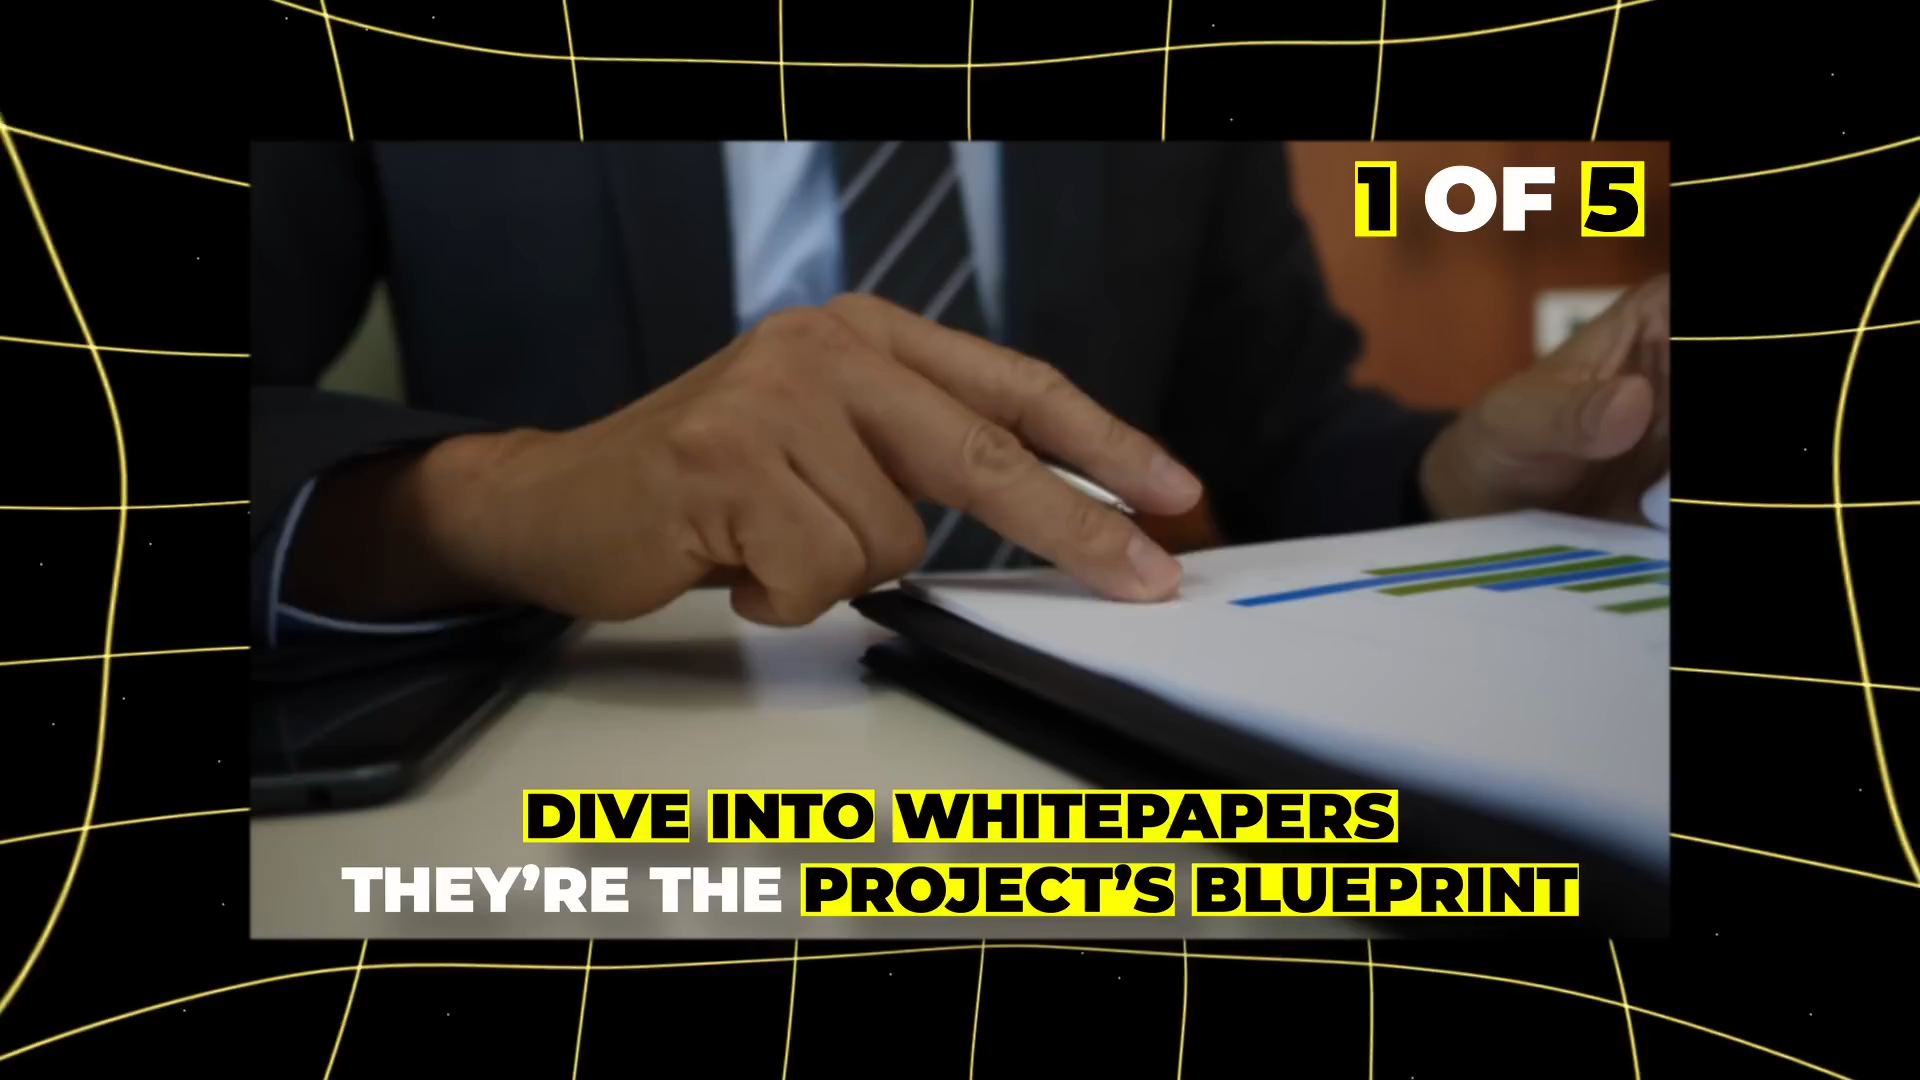 1 OF 5
DIVE INTO WHITEPAPERS
THEY’RE THE PROJECT’S BLUEPRINT